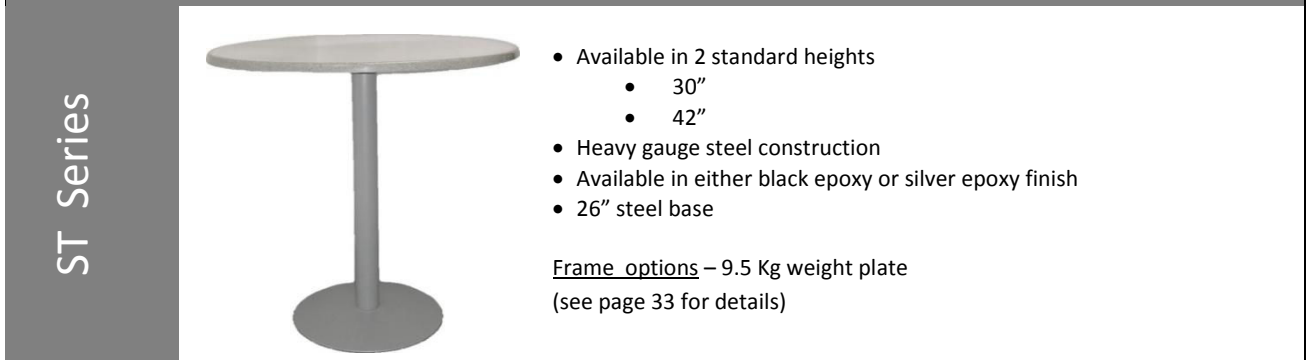 ST Series
• Available in 2 standard heights
• 30”
• 42”
• Heavy gauge steel construction
• Available in either black epoxy or silver epoxy finish
• 26” steel base
Frame options – 9.5 Kg weight plate
(see page 33 for details)